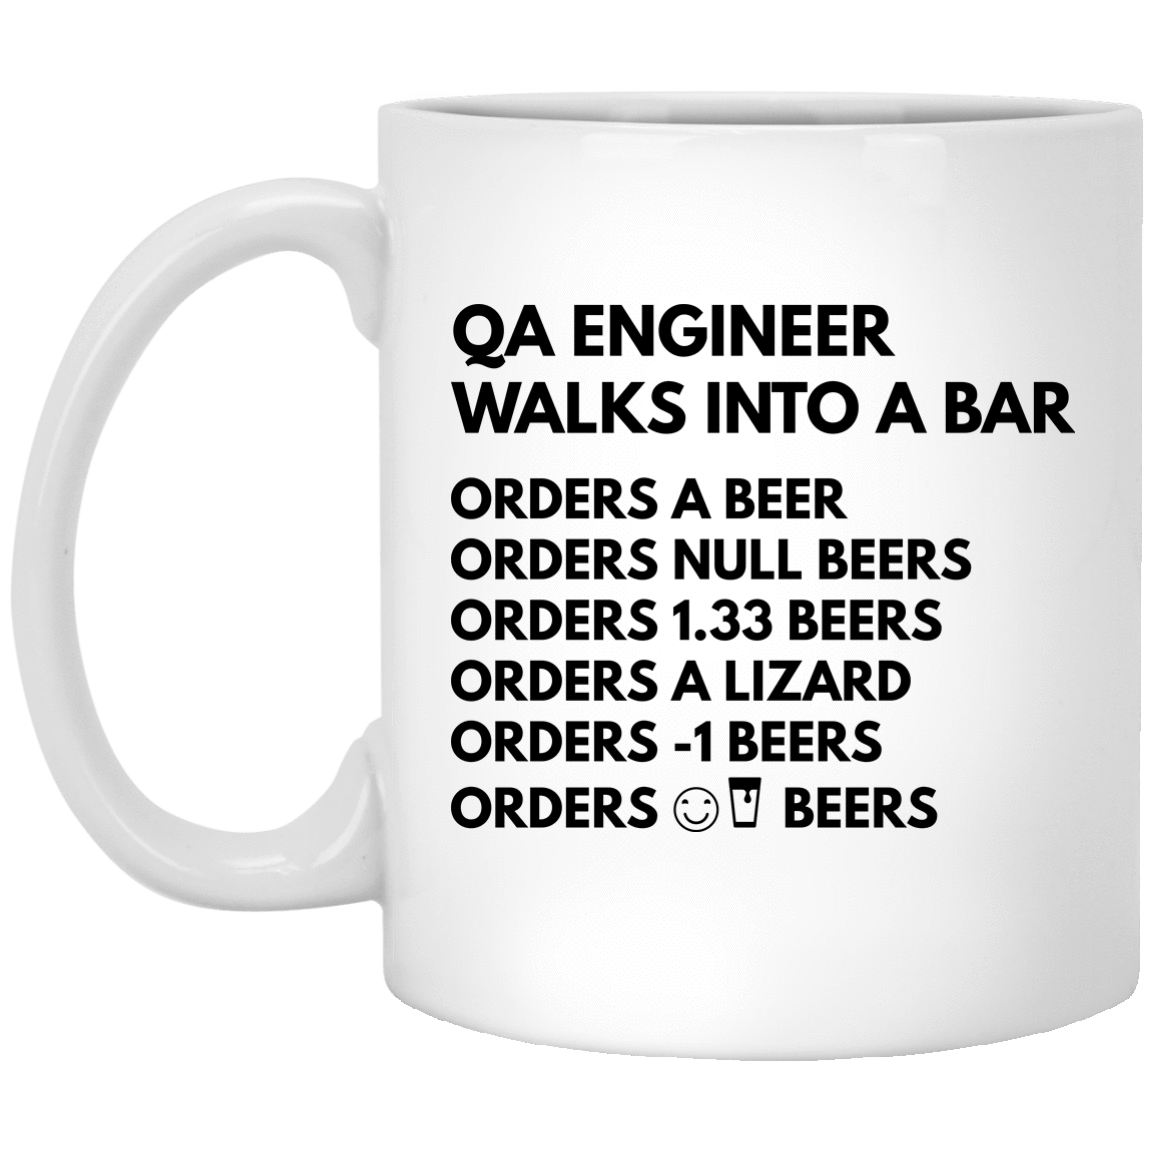 QA ENGINEER
WALKS INTO A BAR
ORDERS A BEER
ORDERS NULL BEERS
ORDERS 1.33 BEERS
ORDERS A LIZARD
ORDERS -1 BEERS
ORDERS BEERS